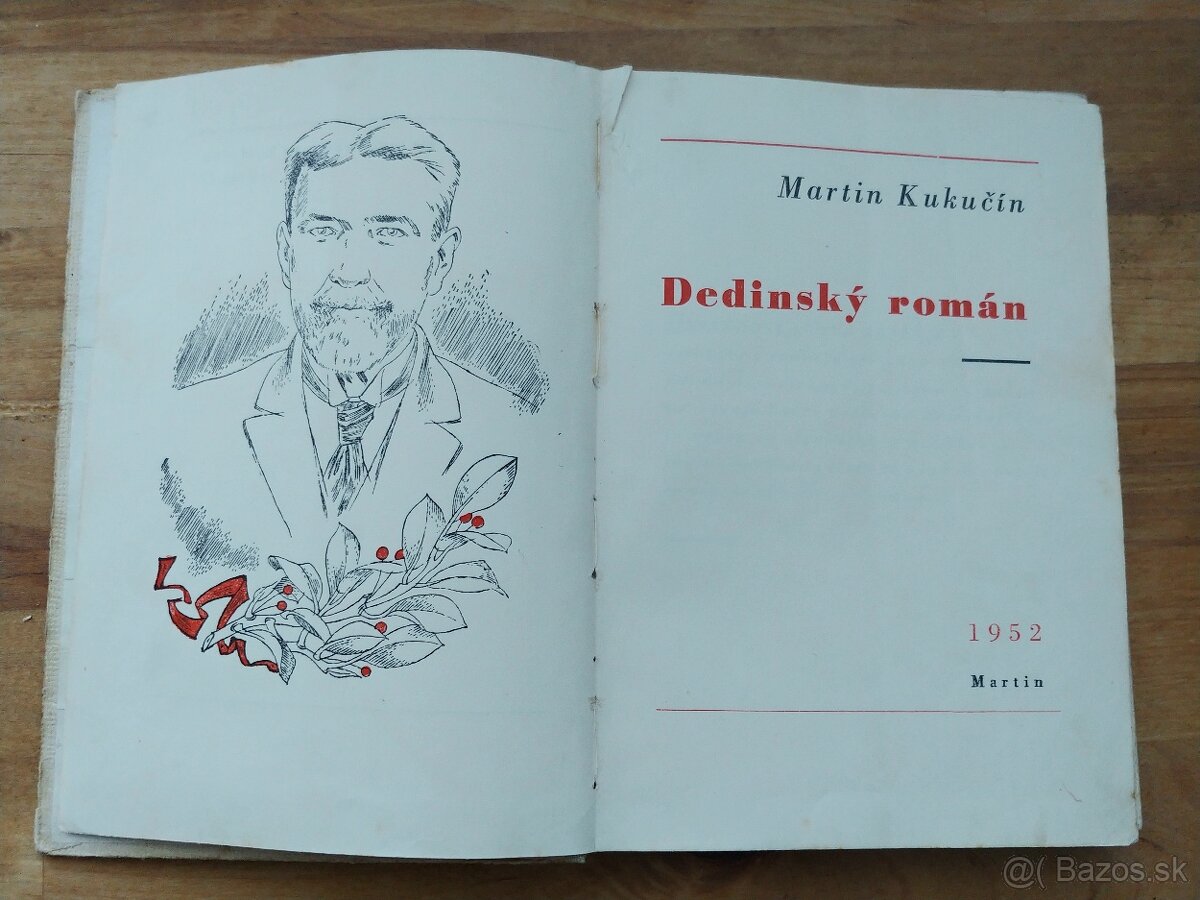 Martin Kukučín
Dedinský román
1952
Martin
@( Bazos.sk